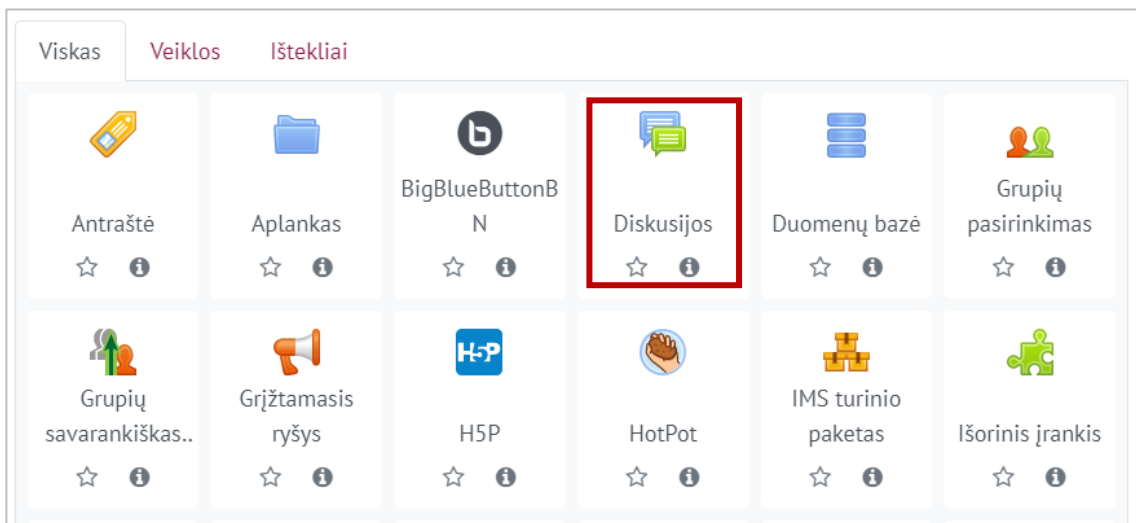 Viskas Veiklos Ištekliai
Antraštė
Aplankas
BigBlueButtonB
N
Diskusijos
Duomenų bazė
Grupių
pasirinkimas
Grupių
savarankiškas..
Grįžtamasis
ryšys
H5P
H5P
HotPot
IMS turinio
paketas
Išorinis įrankis